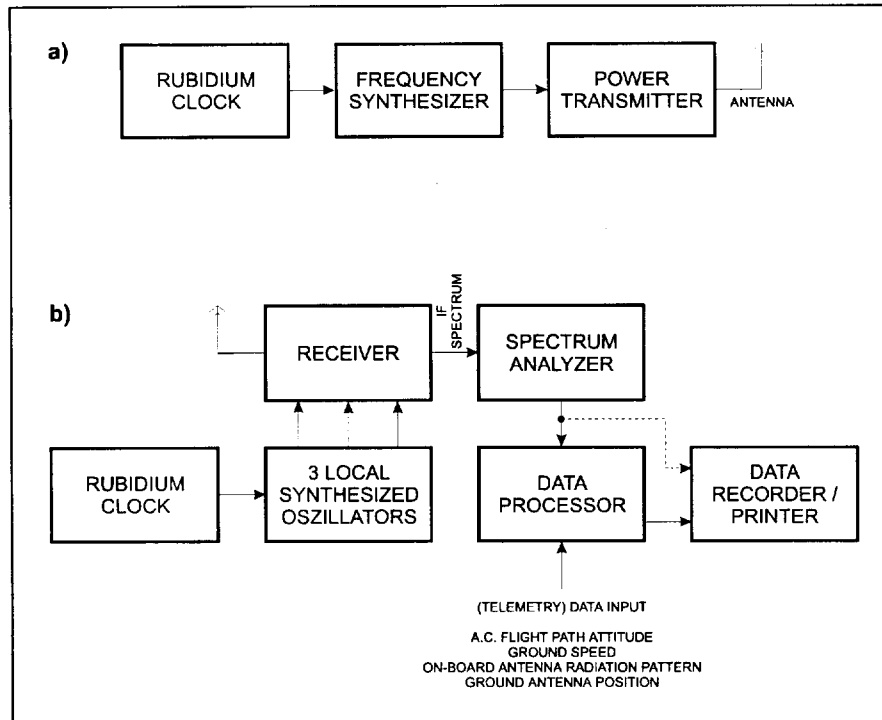 a)
RUBIDIUM
CLOCK
FREQUENCY
SYNTHESIZER
POWER
TRANSMITTER
ANTENNA
b)
RECEIVER
IF
SPECTRUM
SPECTRUM
ANALYZER
RUBIDIUM
CLOCK
3 LOCAL
SYNTHESIZED
OSZILLATORS
DATA
PROCESSOR
DATA
RECORDER /
PRINTER
(TELEMETRY) DATA INPUT
A.C. FLIGHT PATH ATTITUDE
GROUND SPEED
ON-BOARD ANTENNA RADIATION PATTERN
GROUND ANTENNA POSITION